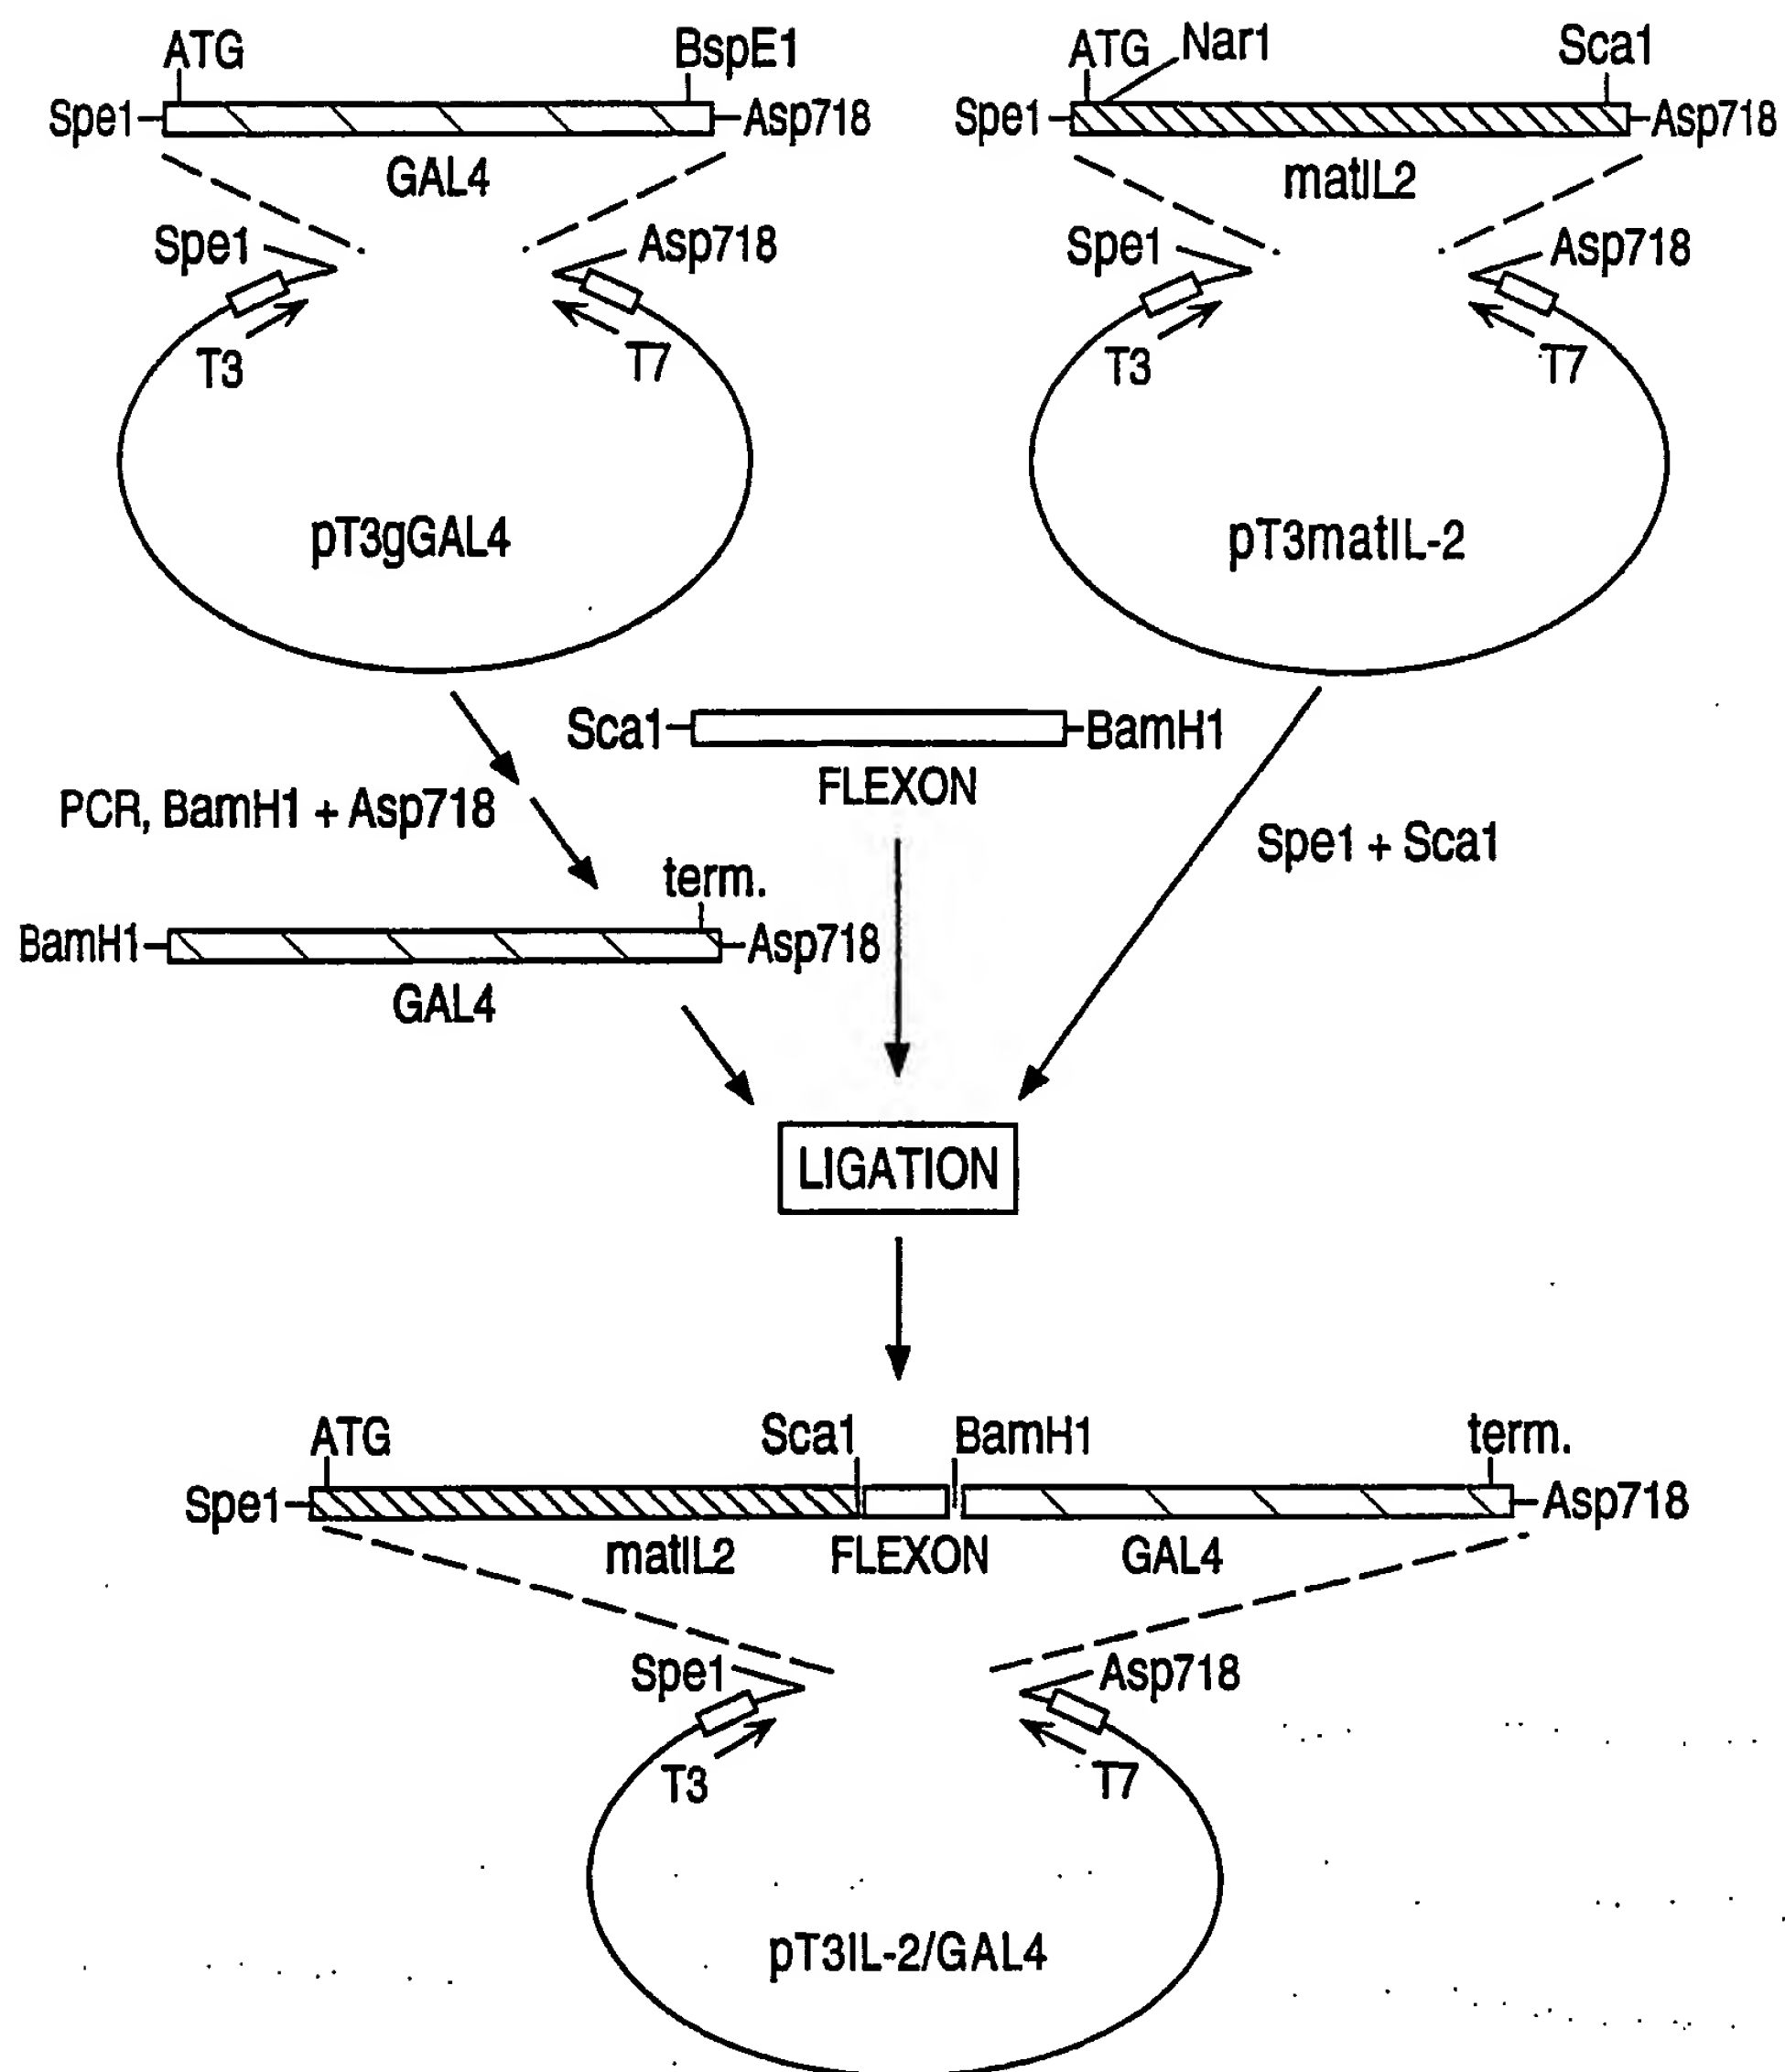 ATG BspE1
Spe1 Asp718
GAL4
Spe1 Asp718
T3 T7
pT3gGAL4
ATG Nar1 Sca1
Spe1 Asp718
matIL2
Spe1 Asp718
T3 T7
pT3matIL-2
Sca1 BamH1
FLEXON
PCR, BamH1 + Asp718
Spe1 + Sca1
term.
BamH1 Asp718
GAL4
LIGATION
ATG Sca1 BamH1 term.
Spe1 Asp718
matIL2 FLEXON GAL4
Spe1 Asp718
T3 T7
pT3IL-2/GAL4